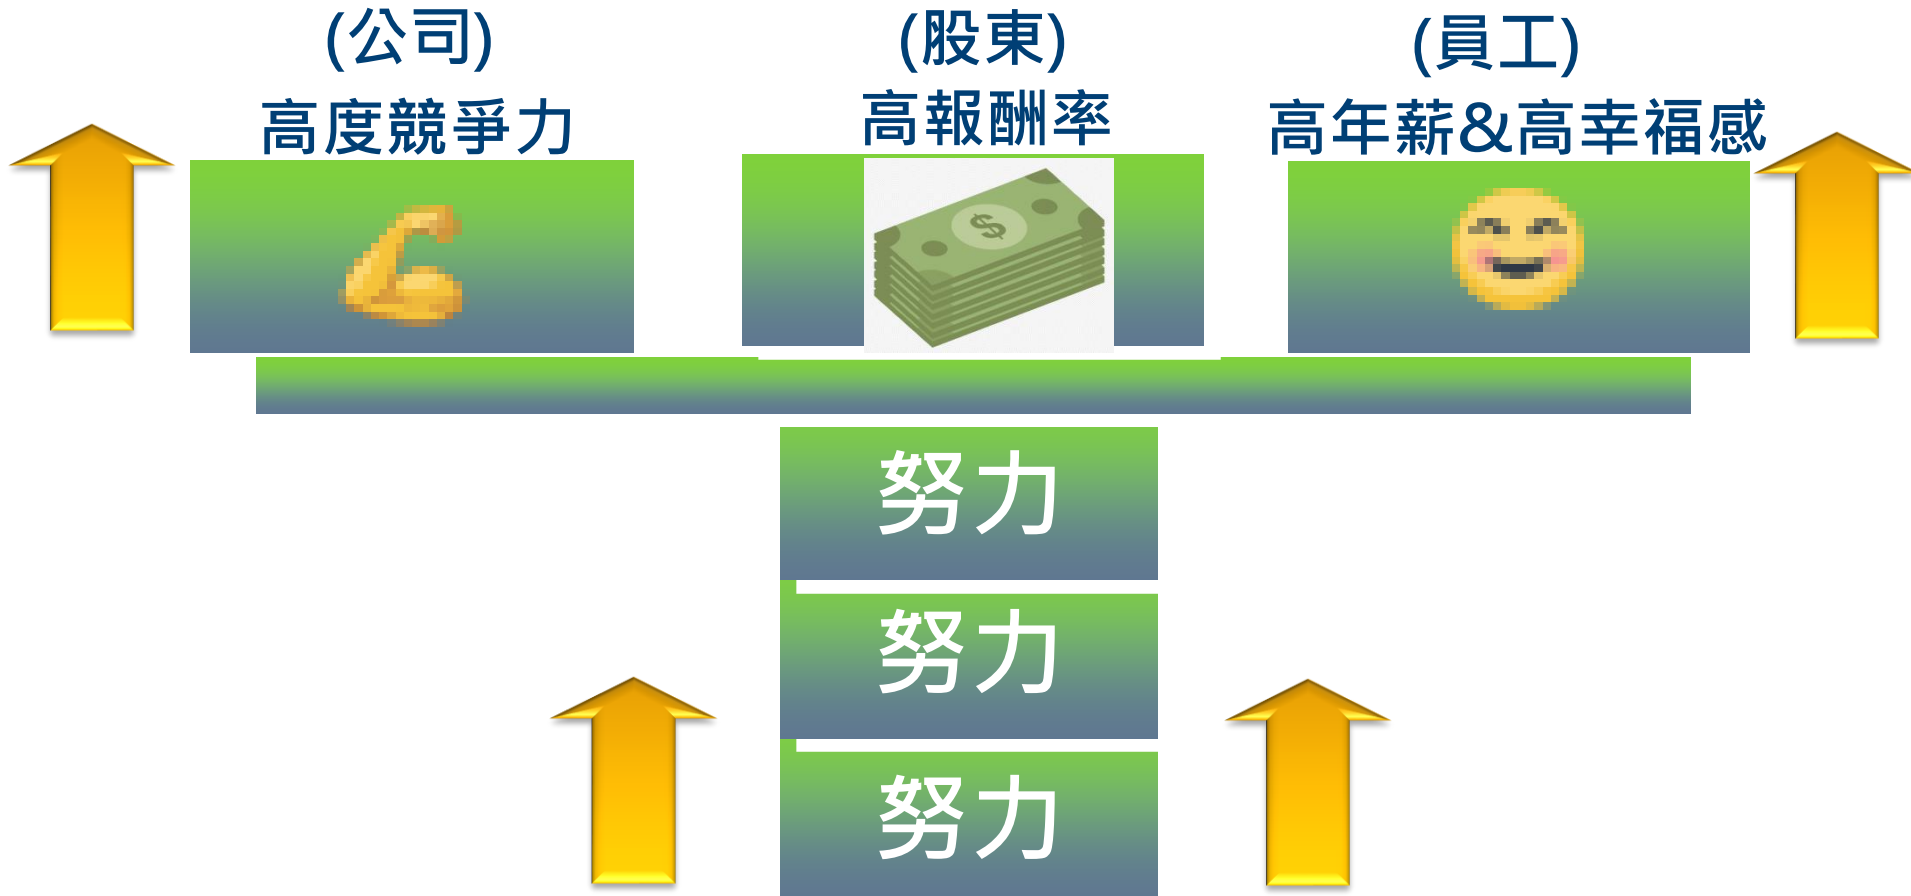 (公司)
高度競爭力
(股東)
高報酬率
(員工)
高年薪&高幸福感
努力
努力
努力